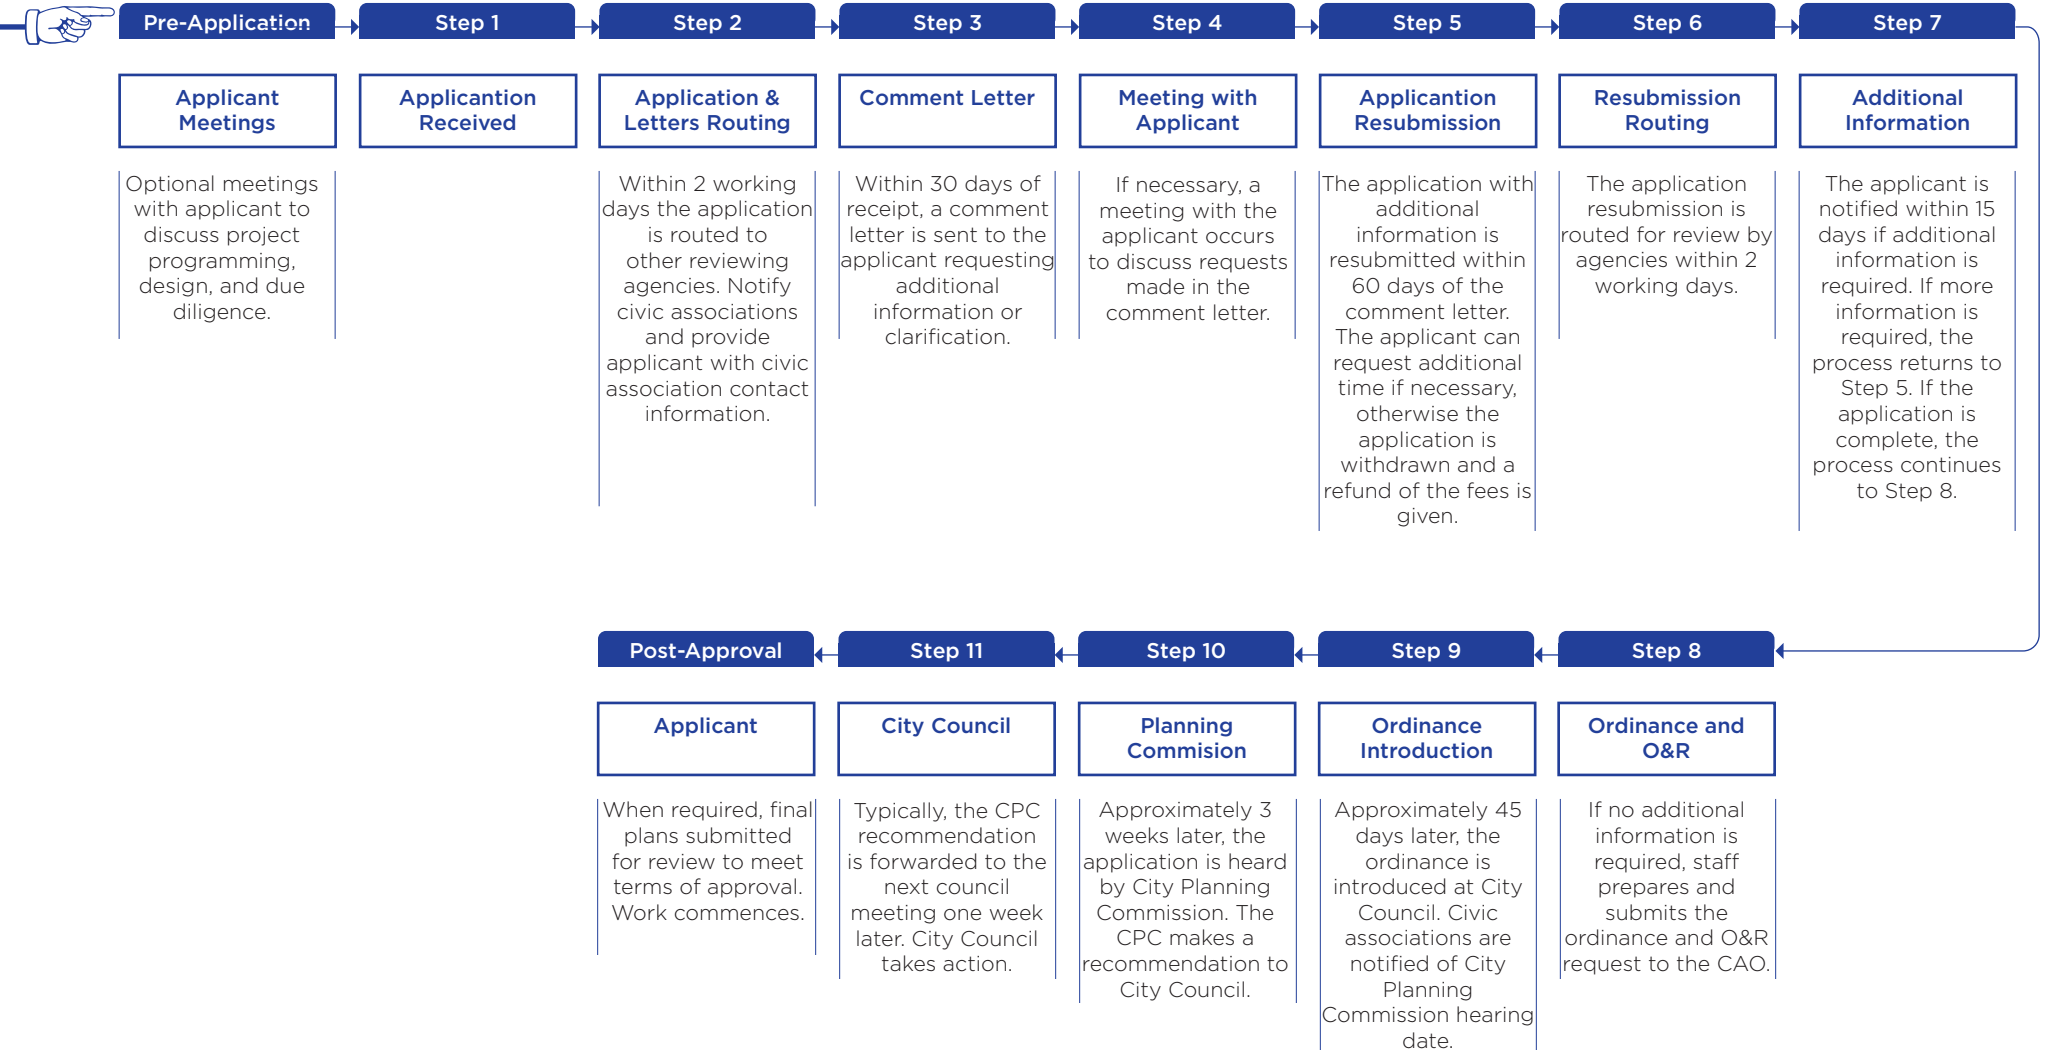 Pre-Application
Step 1
Step 2
Step 3
Step 4
Step 5
Step 6
Step 7
Applicant
Meetings
Optional meetings
with applicant to
discuss project
programming,
design, and due
diligence.
Applicantion
Received
Application &
Letters Routing
Within 2 working
days the application
is routed to
other reviewing
agencies. Notify
civic associations
and provide
applicant with civic
association contact
information.
Comment Letter
Within 30 days of
receipt, a comment
letter is sent to the
applicant requesting
additional
information or
clarification.
Meeting with
Applicant
If necessary, a
meeting with the
applicant occurs
to discuss requests
made in the
comment letter.
Applicantion
Resubmission
The application with
additional
information is
resubmitted within
60 days of the
comment letter.
The applicant can
request additional
time if necessary,
otherwise the
application is
withdrawn and a
refund of the fees is
given.
Resubmission
Routing
The application
resubmission is
routed for review by
agencies within 2
working days.
Additional
Information
The applicant is
notified within 15
days if additional
information is
required. If more
information is
required, the
process returns to
Step 5. If the
application is
complete, the
process continues
to Step 8.
Post-Approval
Step 11
Step 10
Step 9
Step 8
Applicant
When required, final
plans submitted
for review to meet
terms of approval.
Work commences.
City Council
Typically, the CPC
recommendation
is forwarded to the
next council
meeting one week
later. City Council
takes action.
Planning
Commision
Approximately 3
weeks later, the
application is heard
by City Planning
Commission. The
CPC makes a
recommendation to
City Council.
Ordinance
Introduction
Approximately 45
days later, the
ordinance is
introduced at City
Council. Civic
associations are
notified of City
Planning
Commission hearing
date.
Ordinance and
O&R
If no additional
information is
required, staff
prepares and
submits the
ordinance and O&R
request to the CAO.